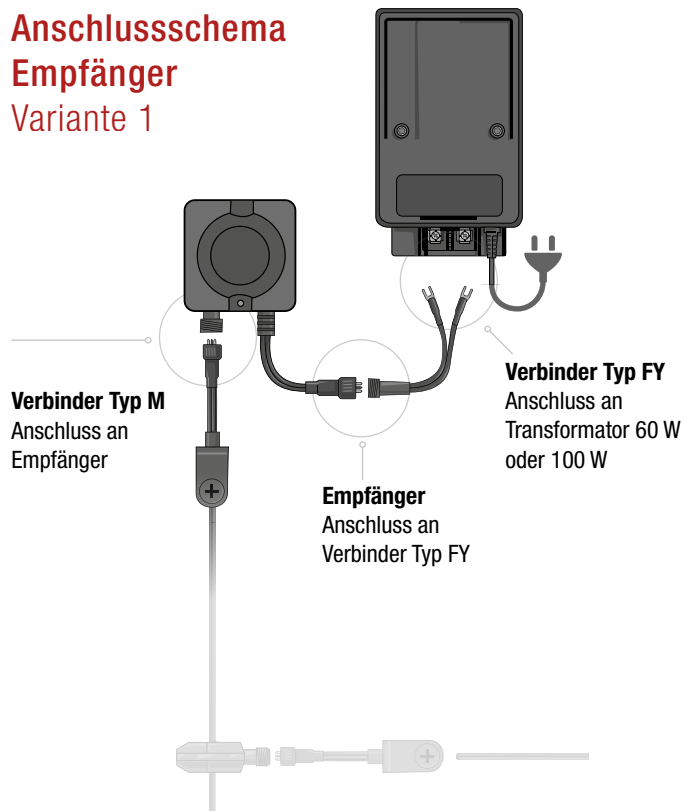 Anschlussschema
Empfänger
Variante 1
Verbinder Typ M
Anschluss an
Empfänger
Empfänger
Anschluss an
Verbinder Typ FY
Verbinder Typ FY
Anschluss an
Transformator 60 W
oder 100 W